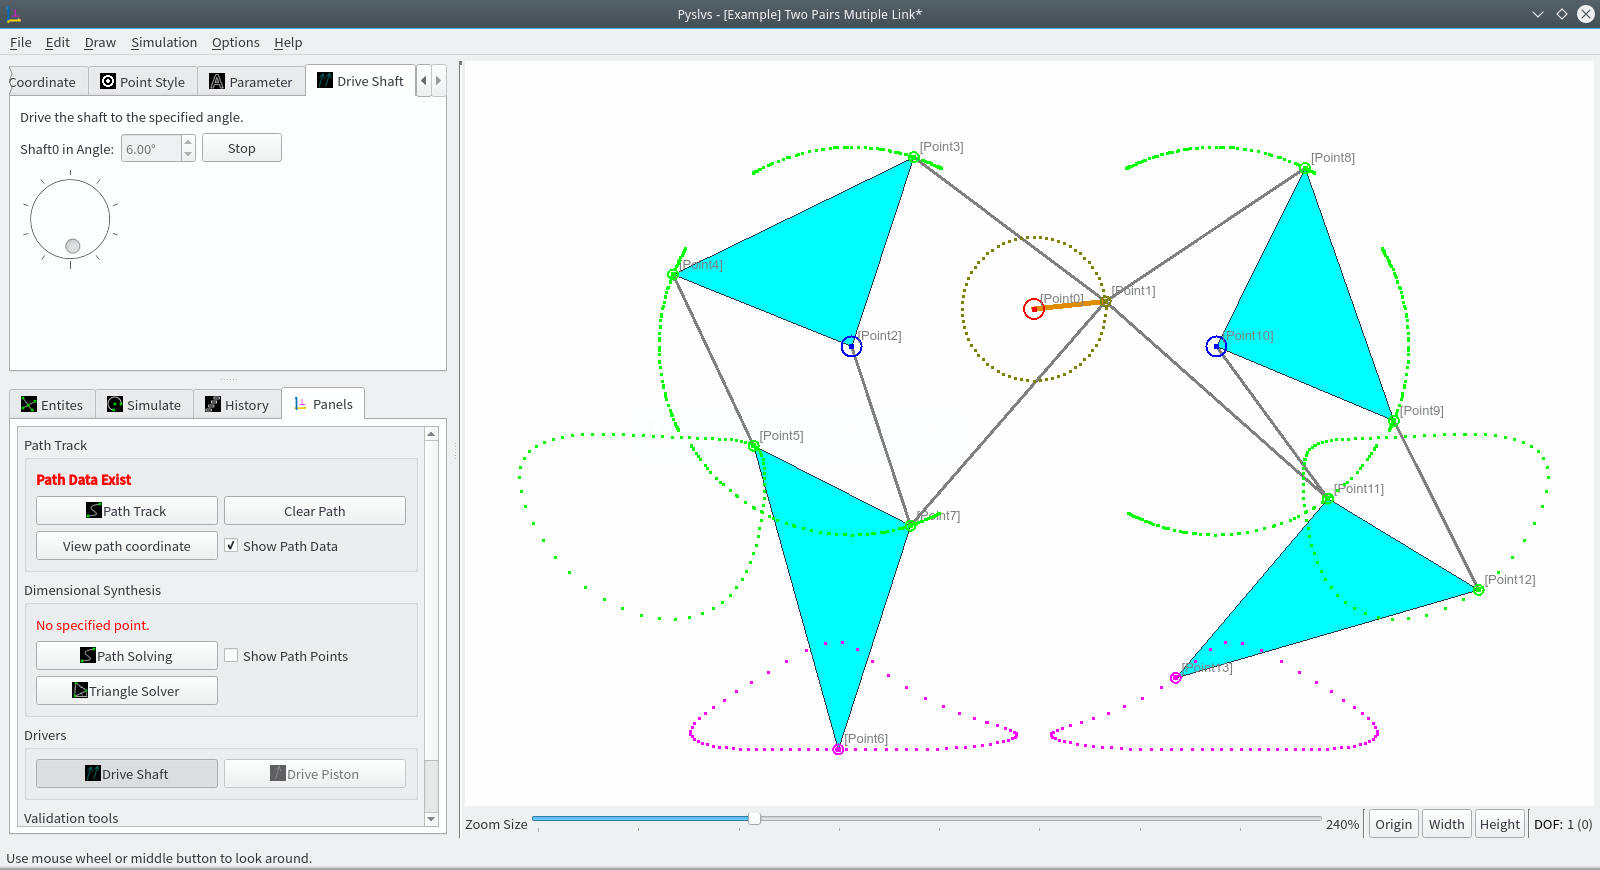 Pyslvs - [Example] Two Pairs Mutiple Link*
File Edit Draw Simulation Options Help
Coordinate Point Style Parameter Drive Shaft
Drive the shaft to the specified angle.
Shaft0 in Angle: 6.00° Stop
Entites Simulate History Panels
Path Track
Path Data Exist
Path Track Clear Path
View path coordinate Show Path Data
Dimensional Synthesis
No specified point.
Path Solving Show Path Points
Triangle Solver
Drivers
Drive Shaft Drive Piston
Validation tools
[Point3]
[Point8]
[Point4]
[Point0]
[Point1]
[Point2]
[Point10]
[Point9]
[Point5]
[Point11]
[Point7]
[Point12]
[Point13]
[Point6]
Zoom Size 240% Origin Width Height DOF: 1 (0)
Use mouse wheel or middle button to look around.